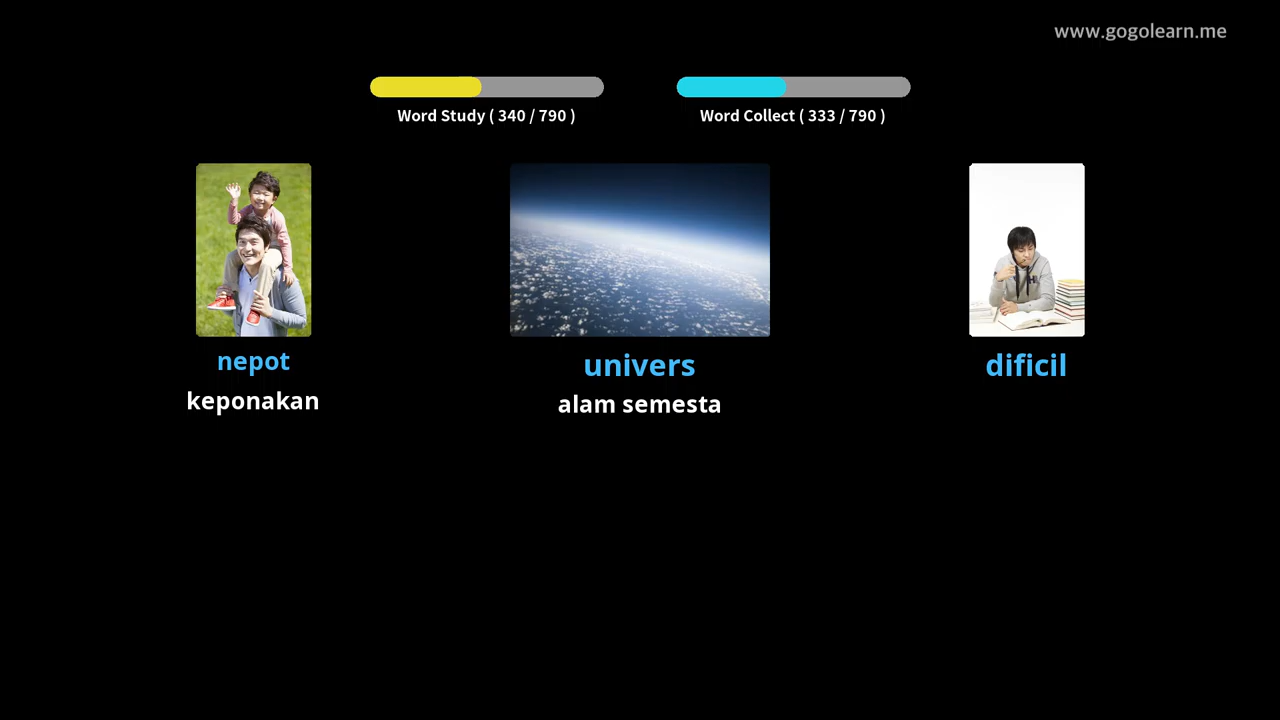 www.gogolearn.me
Word Study ( 340 / 790 )
Word Collect ( 333 / 790 )
nepot
keponakan
univers
alam semesta
dificil